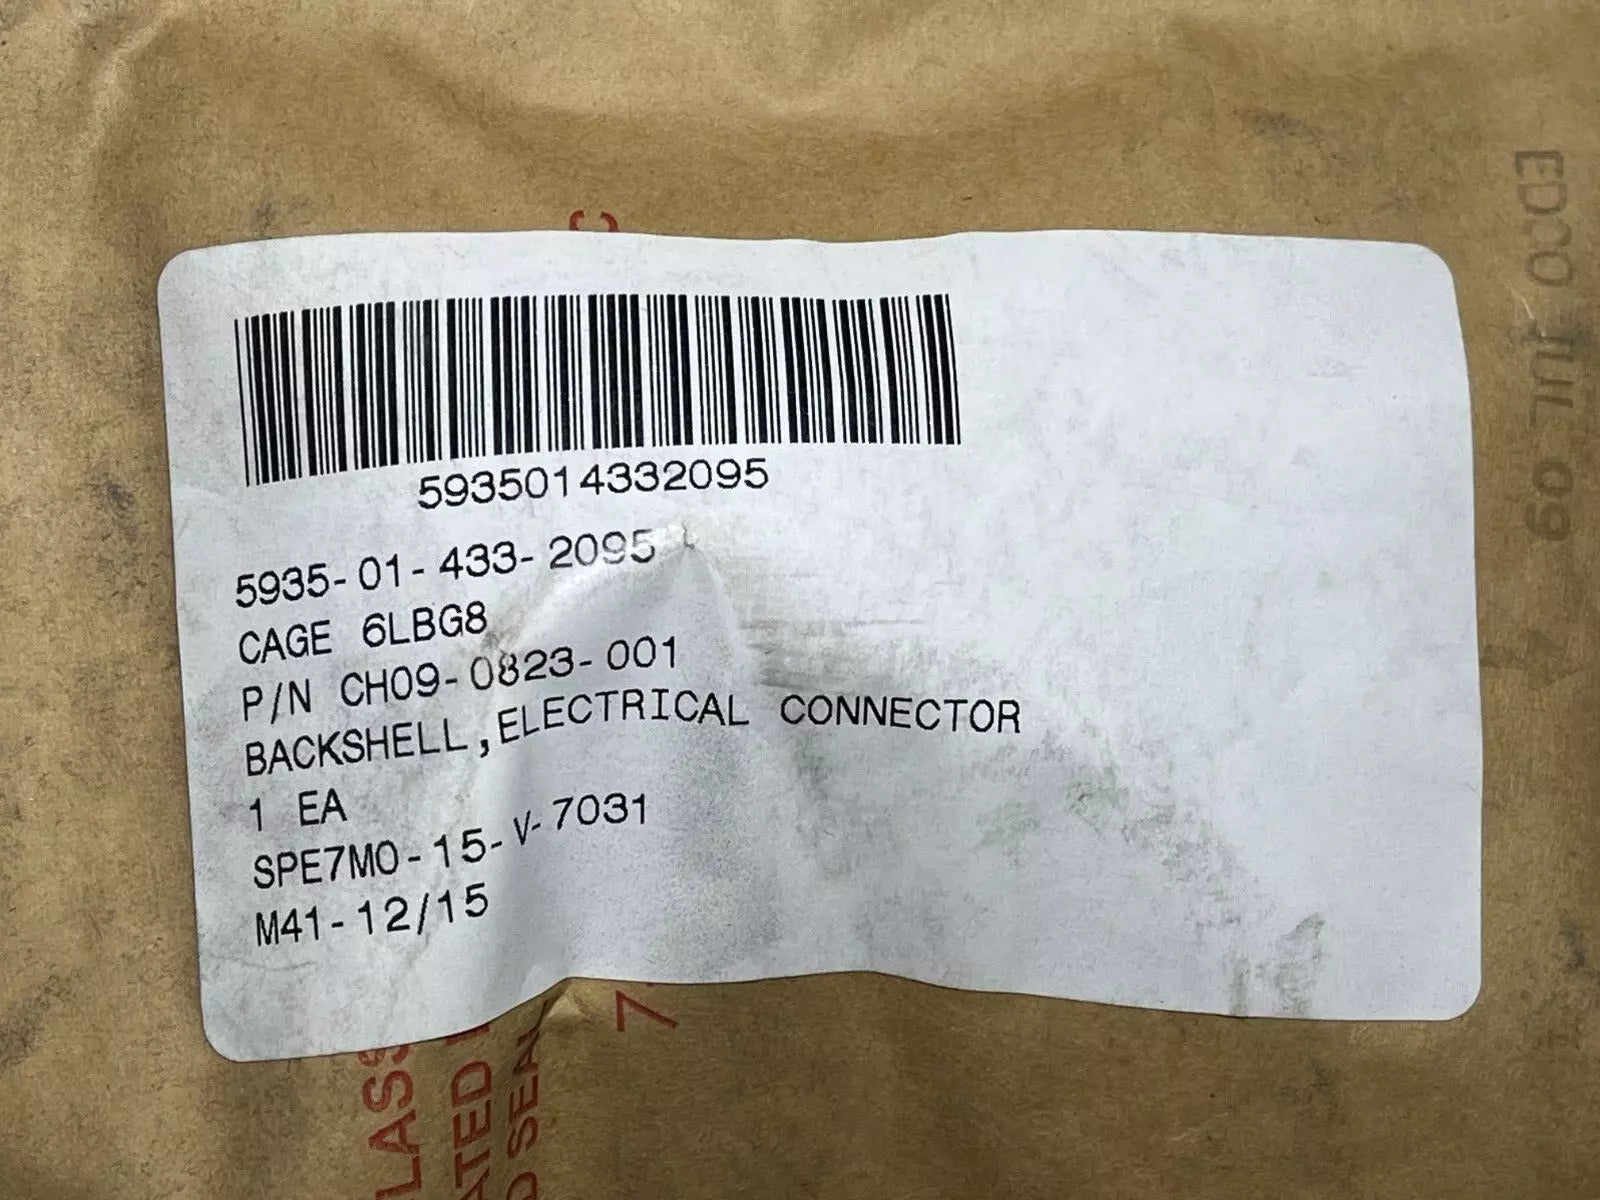 5935014332095
5935-01-433-2095
CAGE 6LBG8
P/N CH09-0823-001
BACKSHELL,ELECTRICAL CONNECTOR
1 EA
SPE7M0-15-V-7031
M41-12/15
EDCO JUL 09